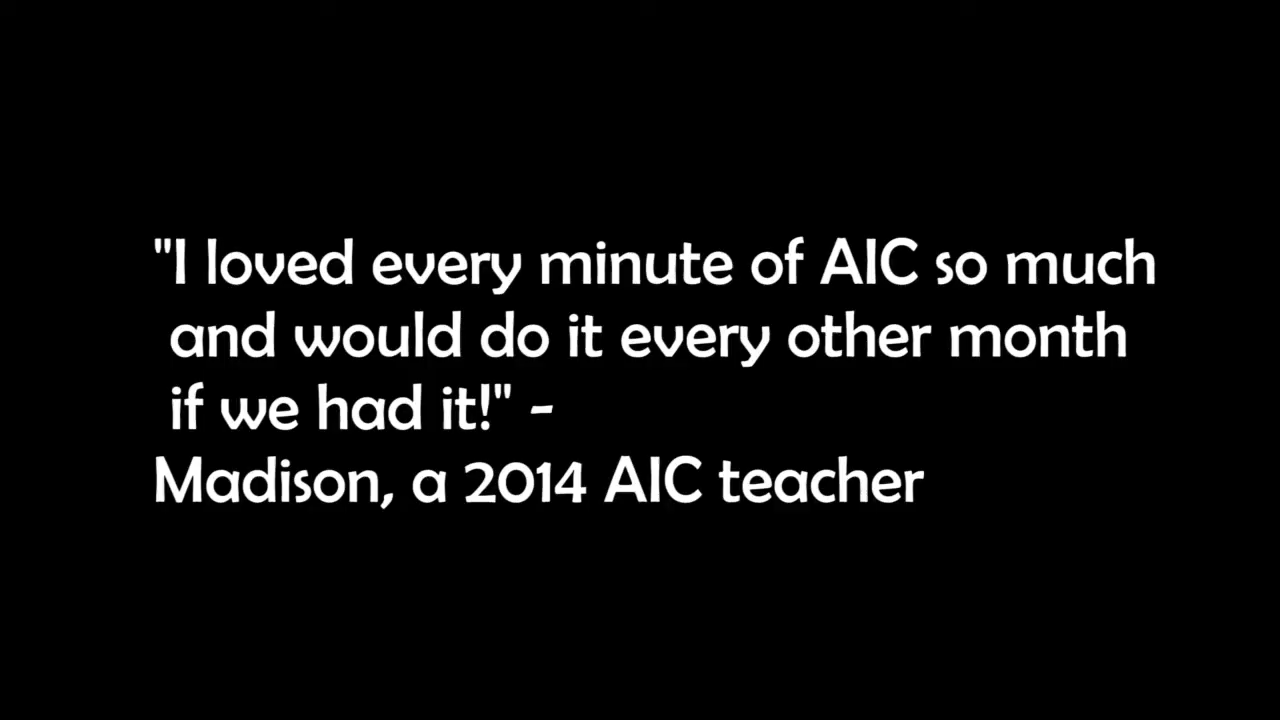 "I loved every minute of AIC so much
and would do it every other month
if we had it!" -
Madison, a 2014 AIC teacher